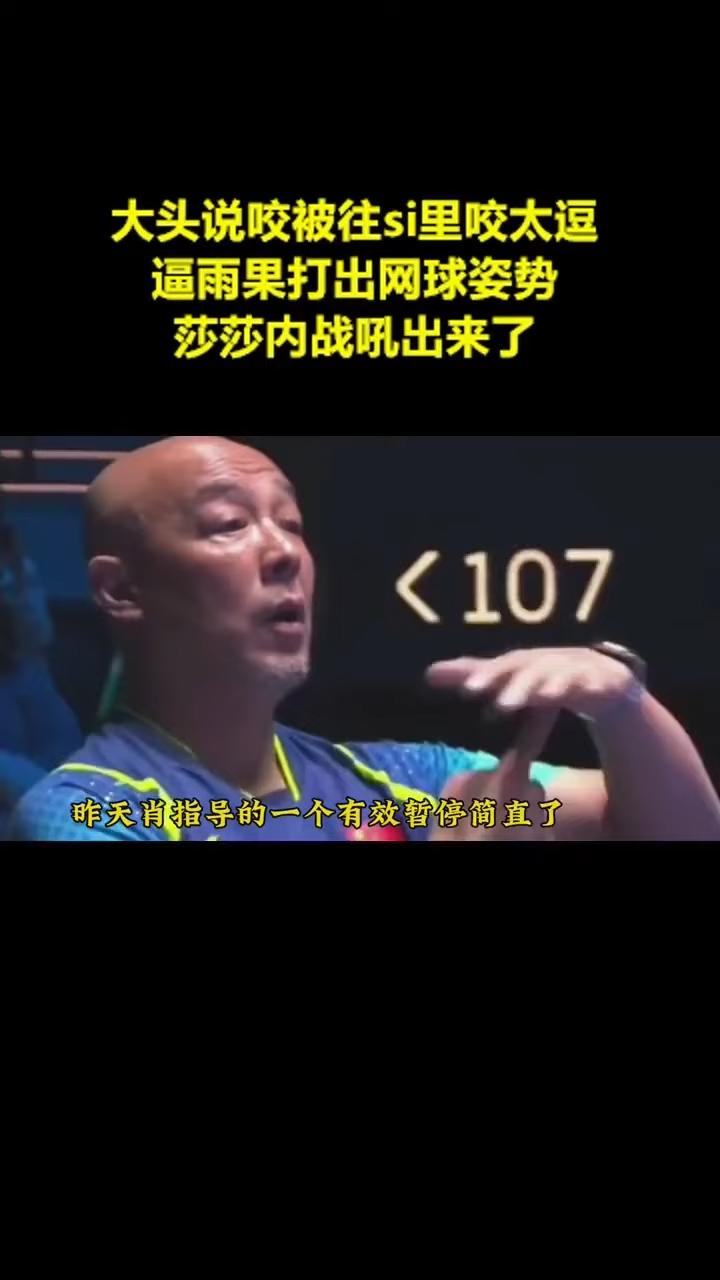 大头说咬被往si里咬太逗
逼雨果打出网球姿势
莎莎内战吼出来了
<107
昨天肖指导的一个有效暂停简直了